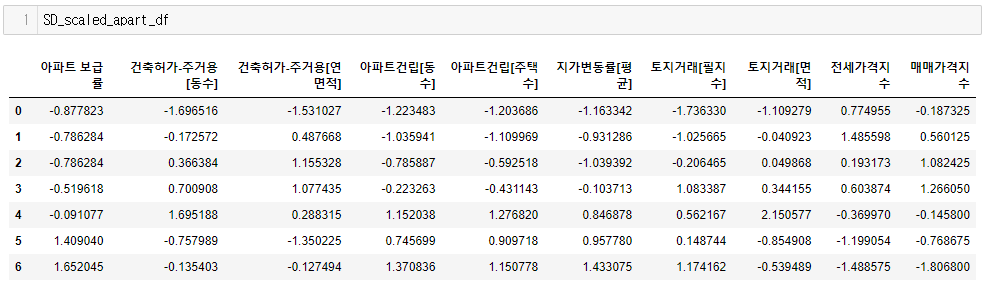 1 SD_scaled_apart_df
아파트 보급률 건축허가-주거용[동수] 건축허가-주거용[연면적] 아파트건립[동수] 아파트건립[주택수] 지가변동률[평균] 토지거래[필지수] 토지거래[면적] 전세가격지수 매매가격지수
0 -0.877823 -1.696516 -1.531027 -1.223483 -1.203686 -1.163342 -1.736330 -1.109279 0.774955 -0.187325
1 -0.786284 -0.172572 0.487668 -1.035941 -1.109969 -0.931286 -1.025665 -0.040923 1.485598 0.560125
2 -0.786284 0.366384 1.155328 -0.785887 -0.592518 -1.039392 -0.206465 0.049868 0.193173 1.082425
3 -0.519618 0.700908 1.077435 -0.223263 -0.431143 -0.103713 1.083387 0.344155 0.603874 1.266050
4 -0.091077 1.695188 0.288315 1.152038 1.276820 0.846878 0.562167 2.150577 -0.369970 -0.145800
5 1.409040 -0.757989 -1.350225 0.745699 0.909718 0.957780 0.148744 -0.854908 -1.199054 -0.768675
6 1.652045 -0.135403 -0.127494 1.370836 1.150778 1.433075 1.174162 -0.539489 -1.488575 -1.806800